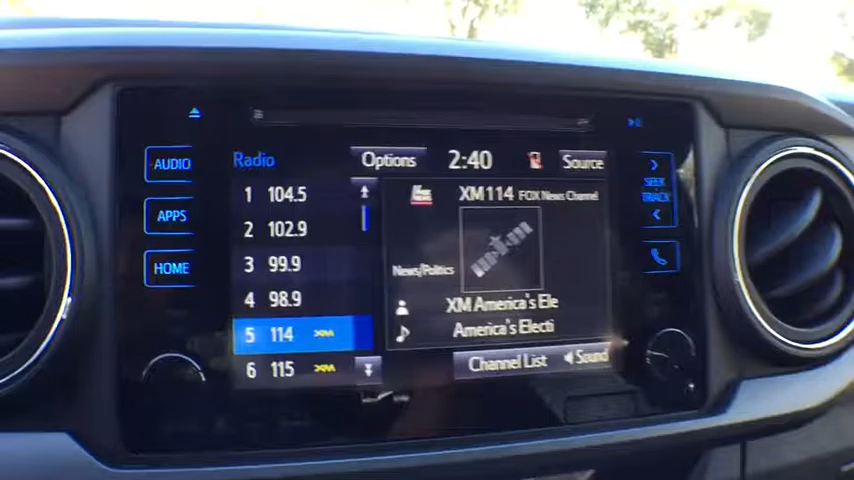 AUDIO
APPS
HOME
Radio
Options
2:40
Source
1 104.5
2 102.9
3 99.9
4 98.9
5 114 XM
6 115 XM
XM114 FOX News Channel
News/Politics
XM America's Ele
America's Electi
Channel List
Sound
SEEK
TRACK